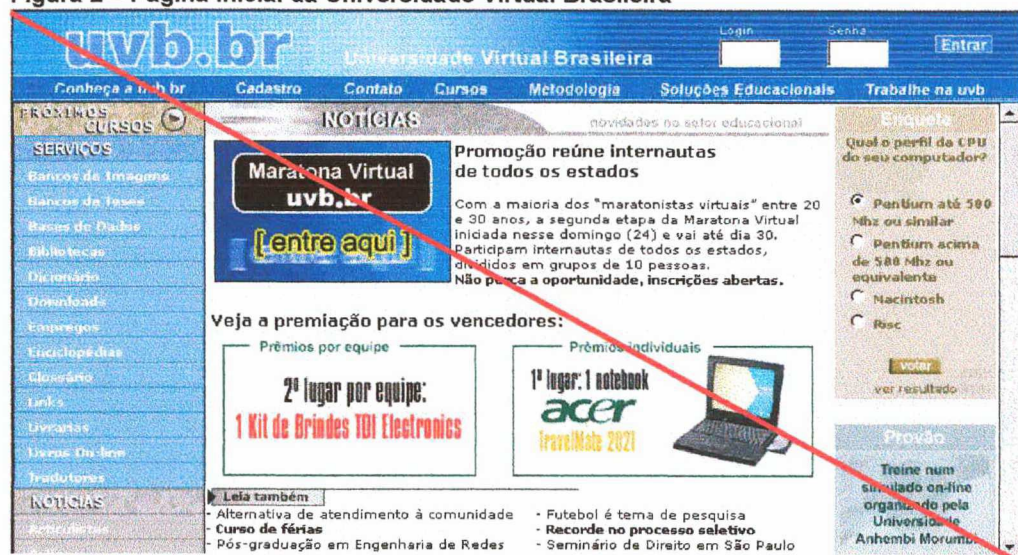 Figura 2 - Página inicial da Universidade Virtual Brasileira
uvb.br
Universidade Virtual Brasileira
Login
Senha
Entrar
Conheça a uvb br
Cadastro
Contato
Cursos
Metodologia
Soluções Educacionais
Trabalhe na uvb
PRÓXIMOS
CURSOS
SERVIÇOS
Bancos de Imagens
Bancos de Teses
Bases de Dados
Bibliotecas
Dicionário
Downloads
Empregos
Enciclopédias
Glossário
Links
Livrarias
Livros On-line
Tradutores
NOTÍCIAS
Articulistas
NOTÍCIAS
novidades no setor educacional
Maratona Virtual
uvb.br
[ entre aqui ]
Promoção reúne internautas
de todos os estados
Com a maioria dos "maratonistas virtuais" entre 20
e 30 anos, a segunda etapa da Maratona Virtual
iniciada nesse domingo (24) e vai até dia 30.
Participam internautas de todos os estados,
divididos em grupos de 10 pessoas.
Não perca a oportunidade, inscrições abertas.
Veja a premiação para os vencedores:
Prêmios por equipe
2º lugar por equipe:
1 Kit de Brindes TDI Electronics
Prêmios individuais
1º lugar: 1 notebook
acer
TravelMate 202I
Leia também
- Alternativa de atendimento à comunidade
- Curso de férias
- Pós-graduação em Engenharia de Redes
- Futebol é tema de pesquisa
- Recorde no processo seletivo
- Seminário de Direito em São Paulo
Enquete
Qual o perfil da CPU
do seu computador?
Pentium até 500
Mhz ou similar
Pentium acima
de 500 Mhz ou
equivalente
Macintosh
Risc
votar
ver resultado
Provão
Treine num
simulado on-line
organizado pela
Universidade
Anhembi Morumbi